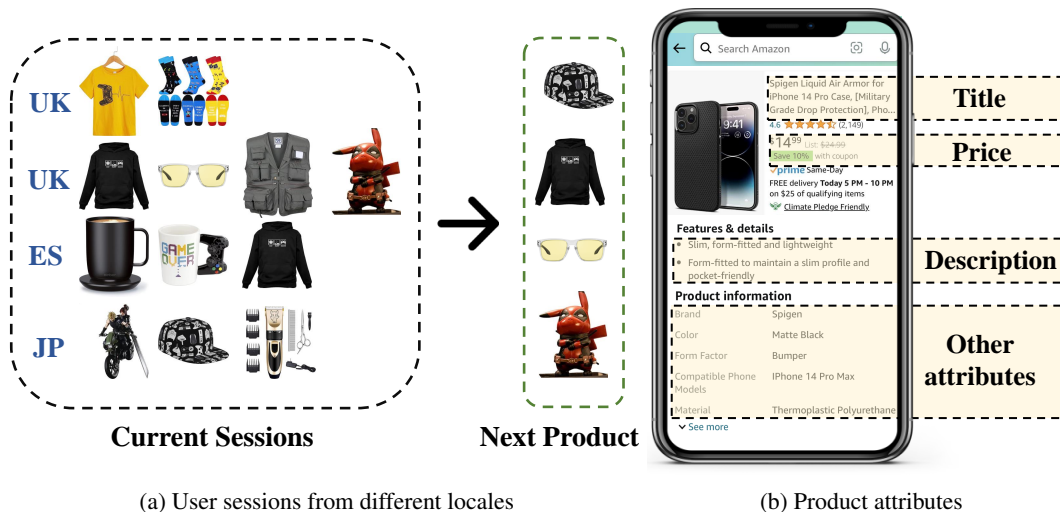 UK
UK
ES
JP
GAME
OVER
Current Sessions
Next Product
Search Amazon
Spigen Liquid Air Armor for
iPhone 14 Pro Case, [Military
Grade Drop Protection], Pho...
4.6 (2,149)
$14⁹⁹ List: $24.99
Save 10% with coupon
prime Same-Day
FREE delivery Today 5 PM - 10 PM
on $25 of qualifying items
Climate Pledge Friendly
9:41
Features & details
• Slim, form-fitted and lightweight
• Form-fitted to maintain a slim profile and
pocket-friendly
Product information
Brand Spigen
Color Matte Black
Form Factor Bumper
Compatible Phone IPhone 14 Pro Max
Models
Material Thermoplastic Polyurethane
See more
Title
Price
Description
Other
attributes
(a) User sessions from different locales
(b) Product attributes